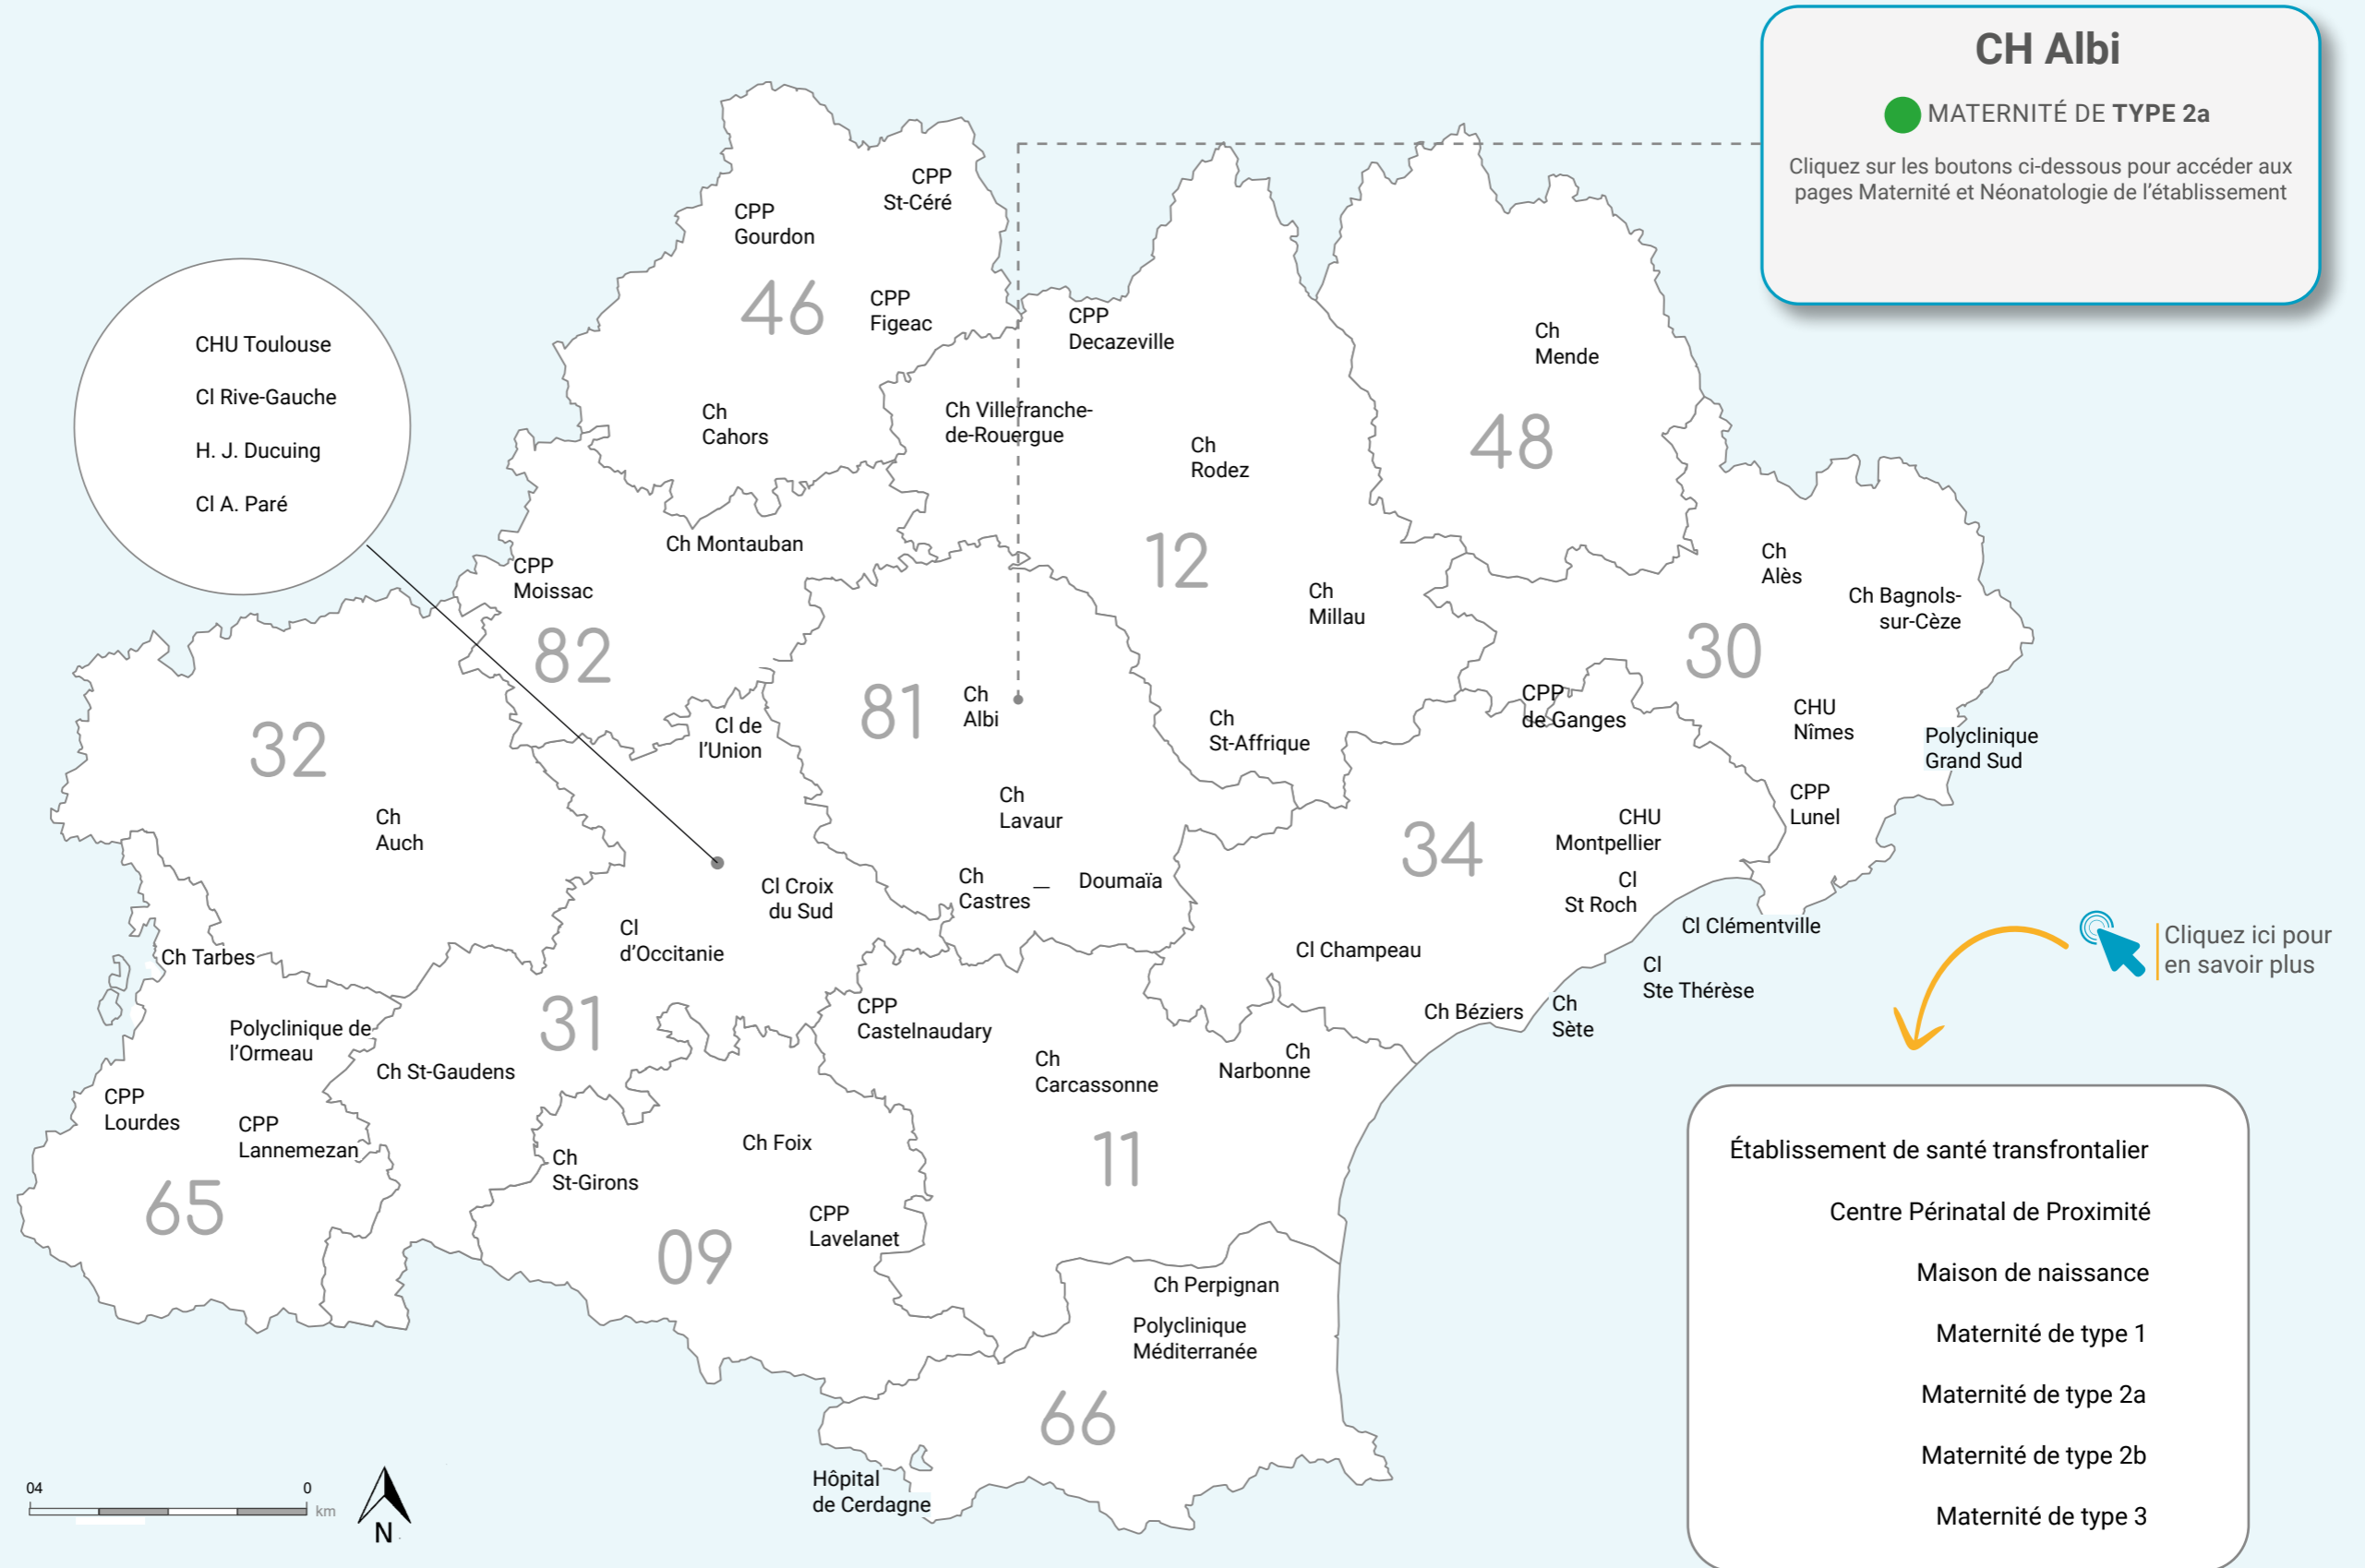 CH Albi
MATERNITÉ DE TYPE 2a
Cliquez sur les boutons ci-dessous pour accéder aux
pages Maternité et Néonatologie de l'établissement
CPP
St-Céré
CPP
Gourdon
46
CPP
Figeac
Ch
Cahors
CHU Toulouse
Cl Rive-Gauche
H. J. Ducuing
Cl A. Paré
CPP
Decazeville
Ch Villefranche-
de-Rouergue
Ch
Rodez
12
Ch
Millau
Ch
St-Affrique
Ch
Mende
48
Ch Montauban
CPP
Moissac
82
Ch
Alès
Ch Bagnols-
sur-Cèze
30
CHU
Nîmes
Polyclinique
Grand Sud
CPP
Lunel
32
Ch
Auch
Cl de
l'Union
81
Ch
Albi
Ch
Lavaur
Ch
Castres
Doumaïa
CPP
de Ganges
34
CHU
Montpellier
Cl
St Roch
Cl Clémentville
Cl Champeau
Cl
Ste Thérèse
Ch Béziers
Ch
Sète
Cl Croix
du Sud
Cl
d'Occitanie
31
Ch St-Gaudens
Ch Tarbes
Polyclinique de
l'Ormeau
CPP
Lourdes
CPP
Lannemezan
65
CPP
Castelnaudary
Ch
Carcassonne
Ch
Narbonne
11
Ch
St-Girons
Ch Foix
CPP
Lavelanet
09
Ch Perpignan
Polyclinique
Méditerranée
66
Hôpital
de Cerdagne
Cliquez ici pour
en savoir plus
Établissement de santé transfrontalier
Centre Périnatal de Proximité
Maison de naissance
Maternité de type 1
Maternité de type 2a
Maternité de type 2b
Maternité de type 3
04 0
km
N